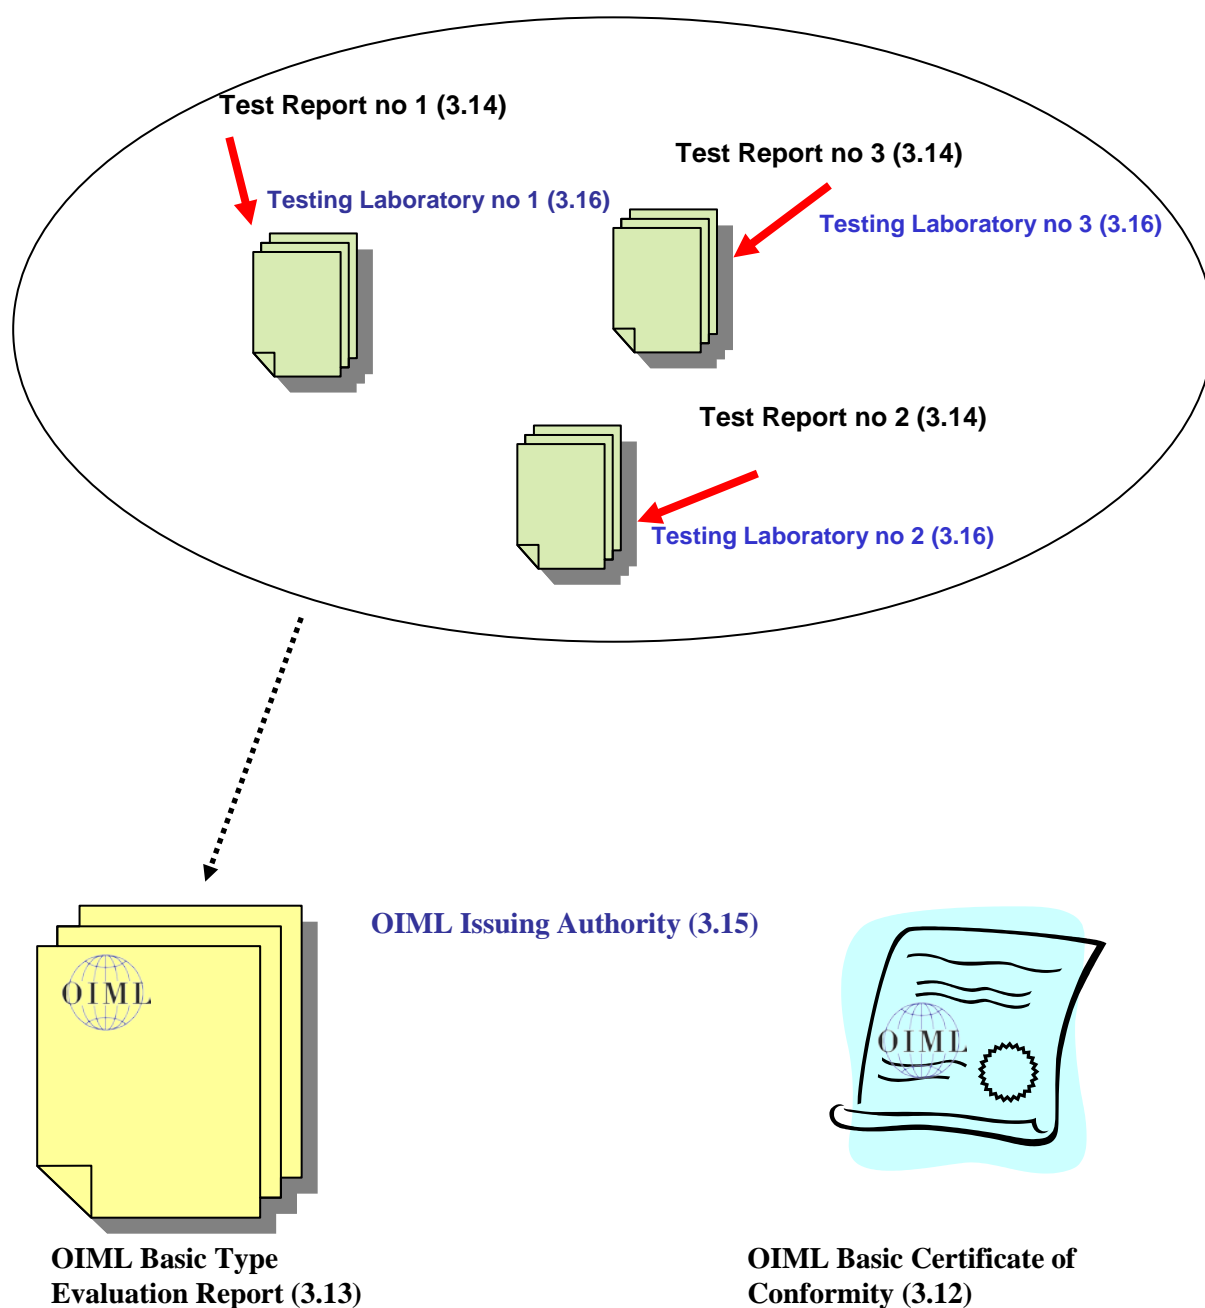 Test Report no 1 (3.14)
Test Report no 3 (3.14)
Testing Laboratory no 1 (3.16)
Testing Laboratory no 3 (3.16)
Test Report no 2 (3.14)
Testing Laboratory no 2 (3.16)
OIML Issuing Authority (3.15)
OIML
OIML
OIML Basic Type
Evaluation Report (3.13)
OIML Basic Certificate of
Conformity (3.12)